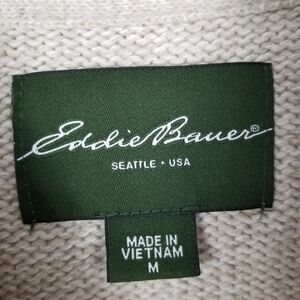 Eddie Bauer®
SEATTLE • USA
MADE IN
VIETNAM
M